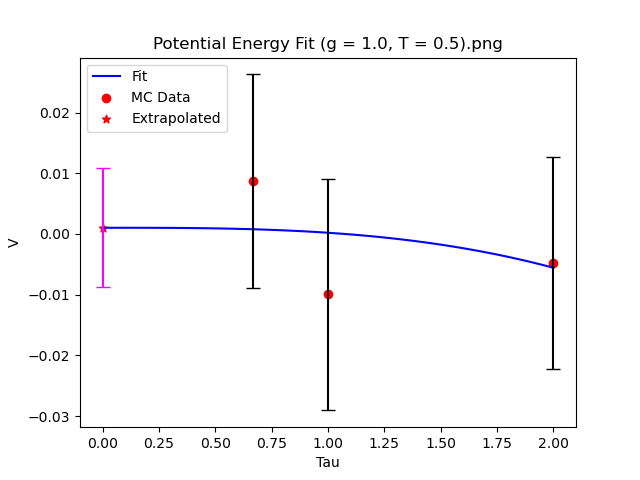 Potential Energy Fit (g = 1.0, T = 0.5).png
Fit
MC Data
Extrapolated
0.02
0.01
0.00
−0.01
−0.02
−0.03
V
0.00 0.25 0.50 0.75 1.00 1.25 1.50 1.75 2.00
Tau